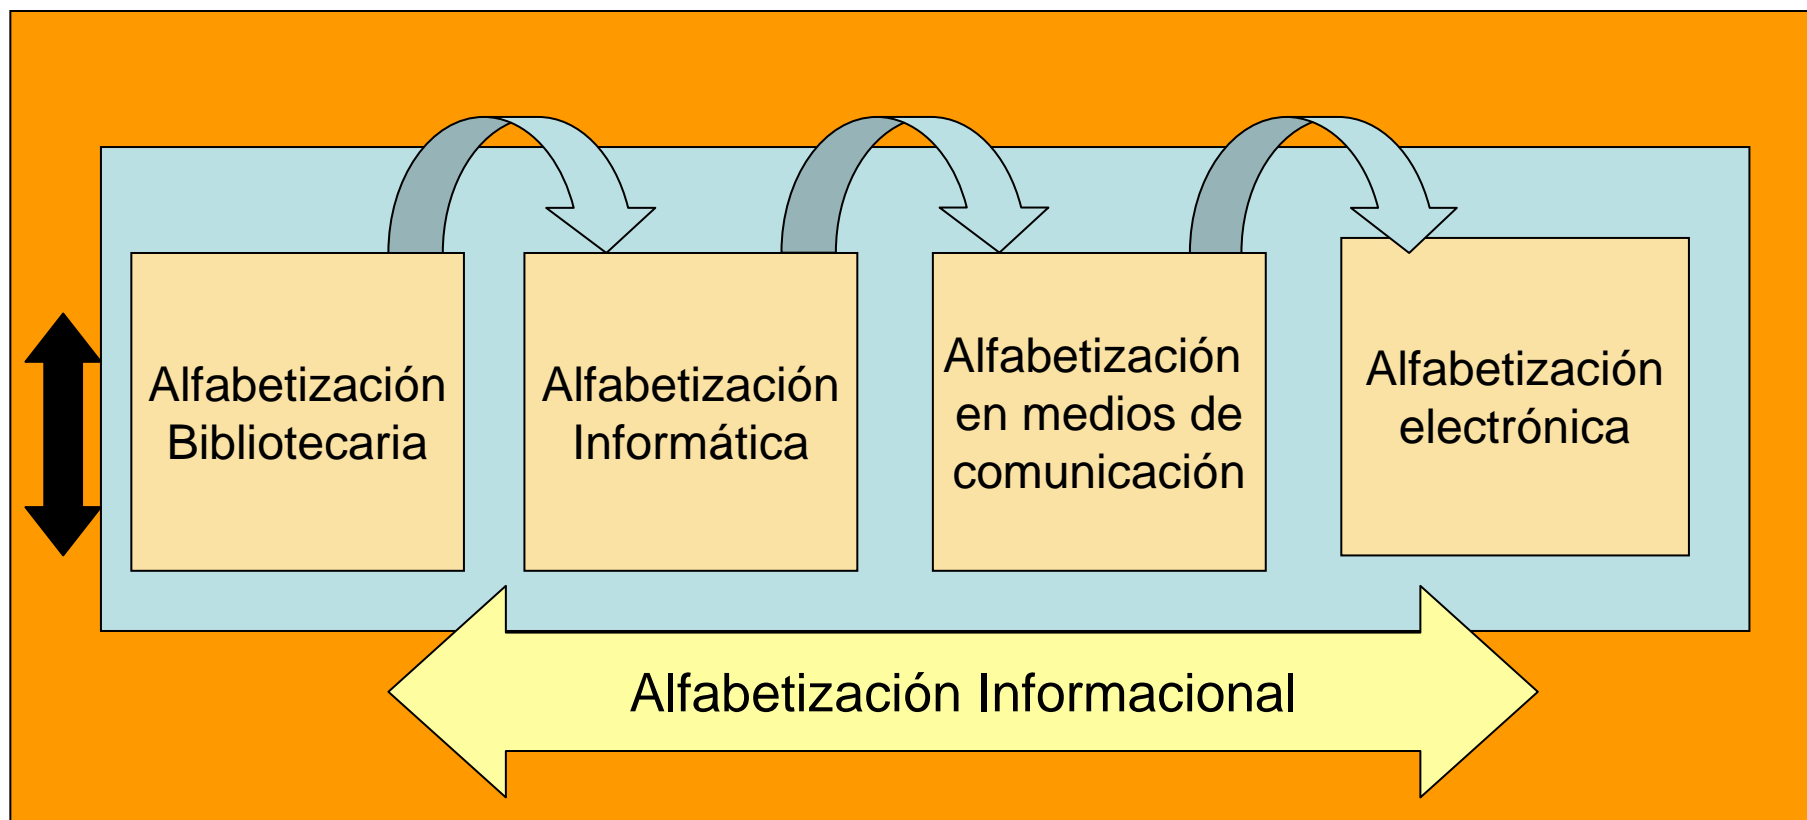 Alfabetización
Bibliotecaria
Alfabetización
Informática
Alfabetización
en medios de
comunicación
Alfabetización
electrónica
Alfabetización Informacional